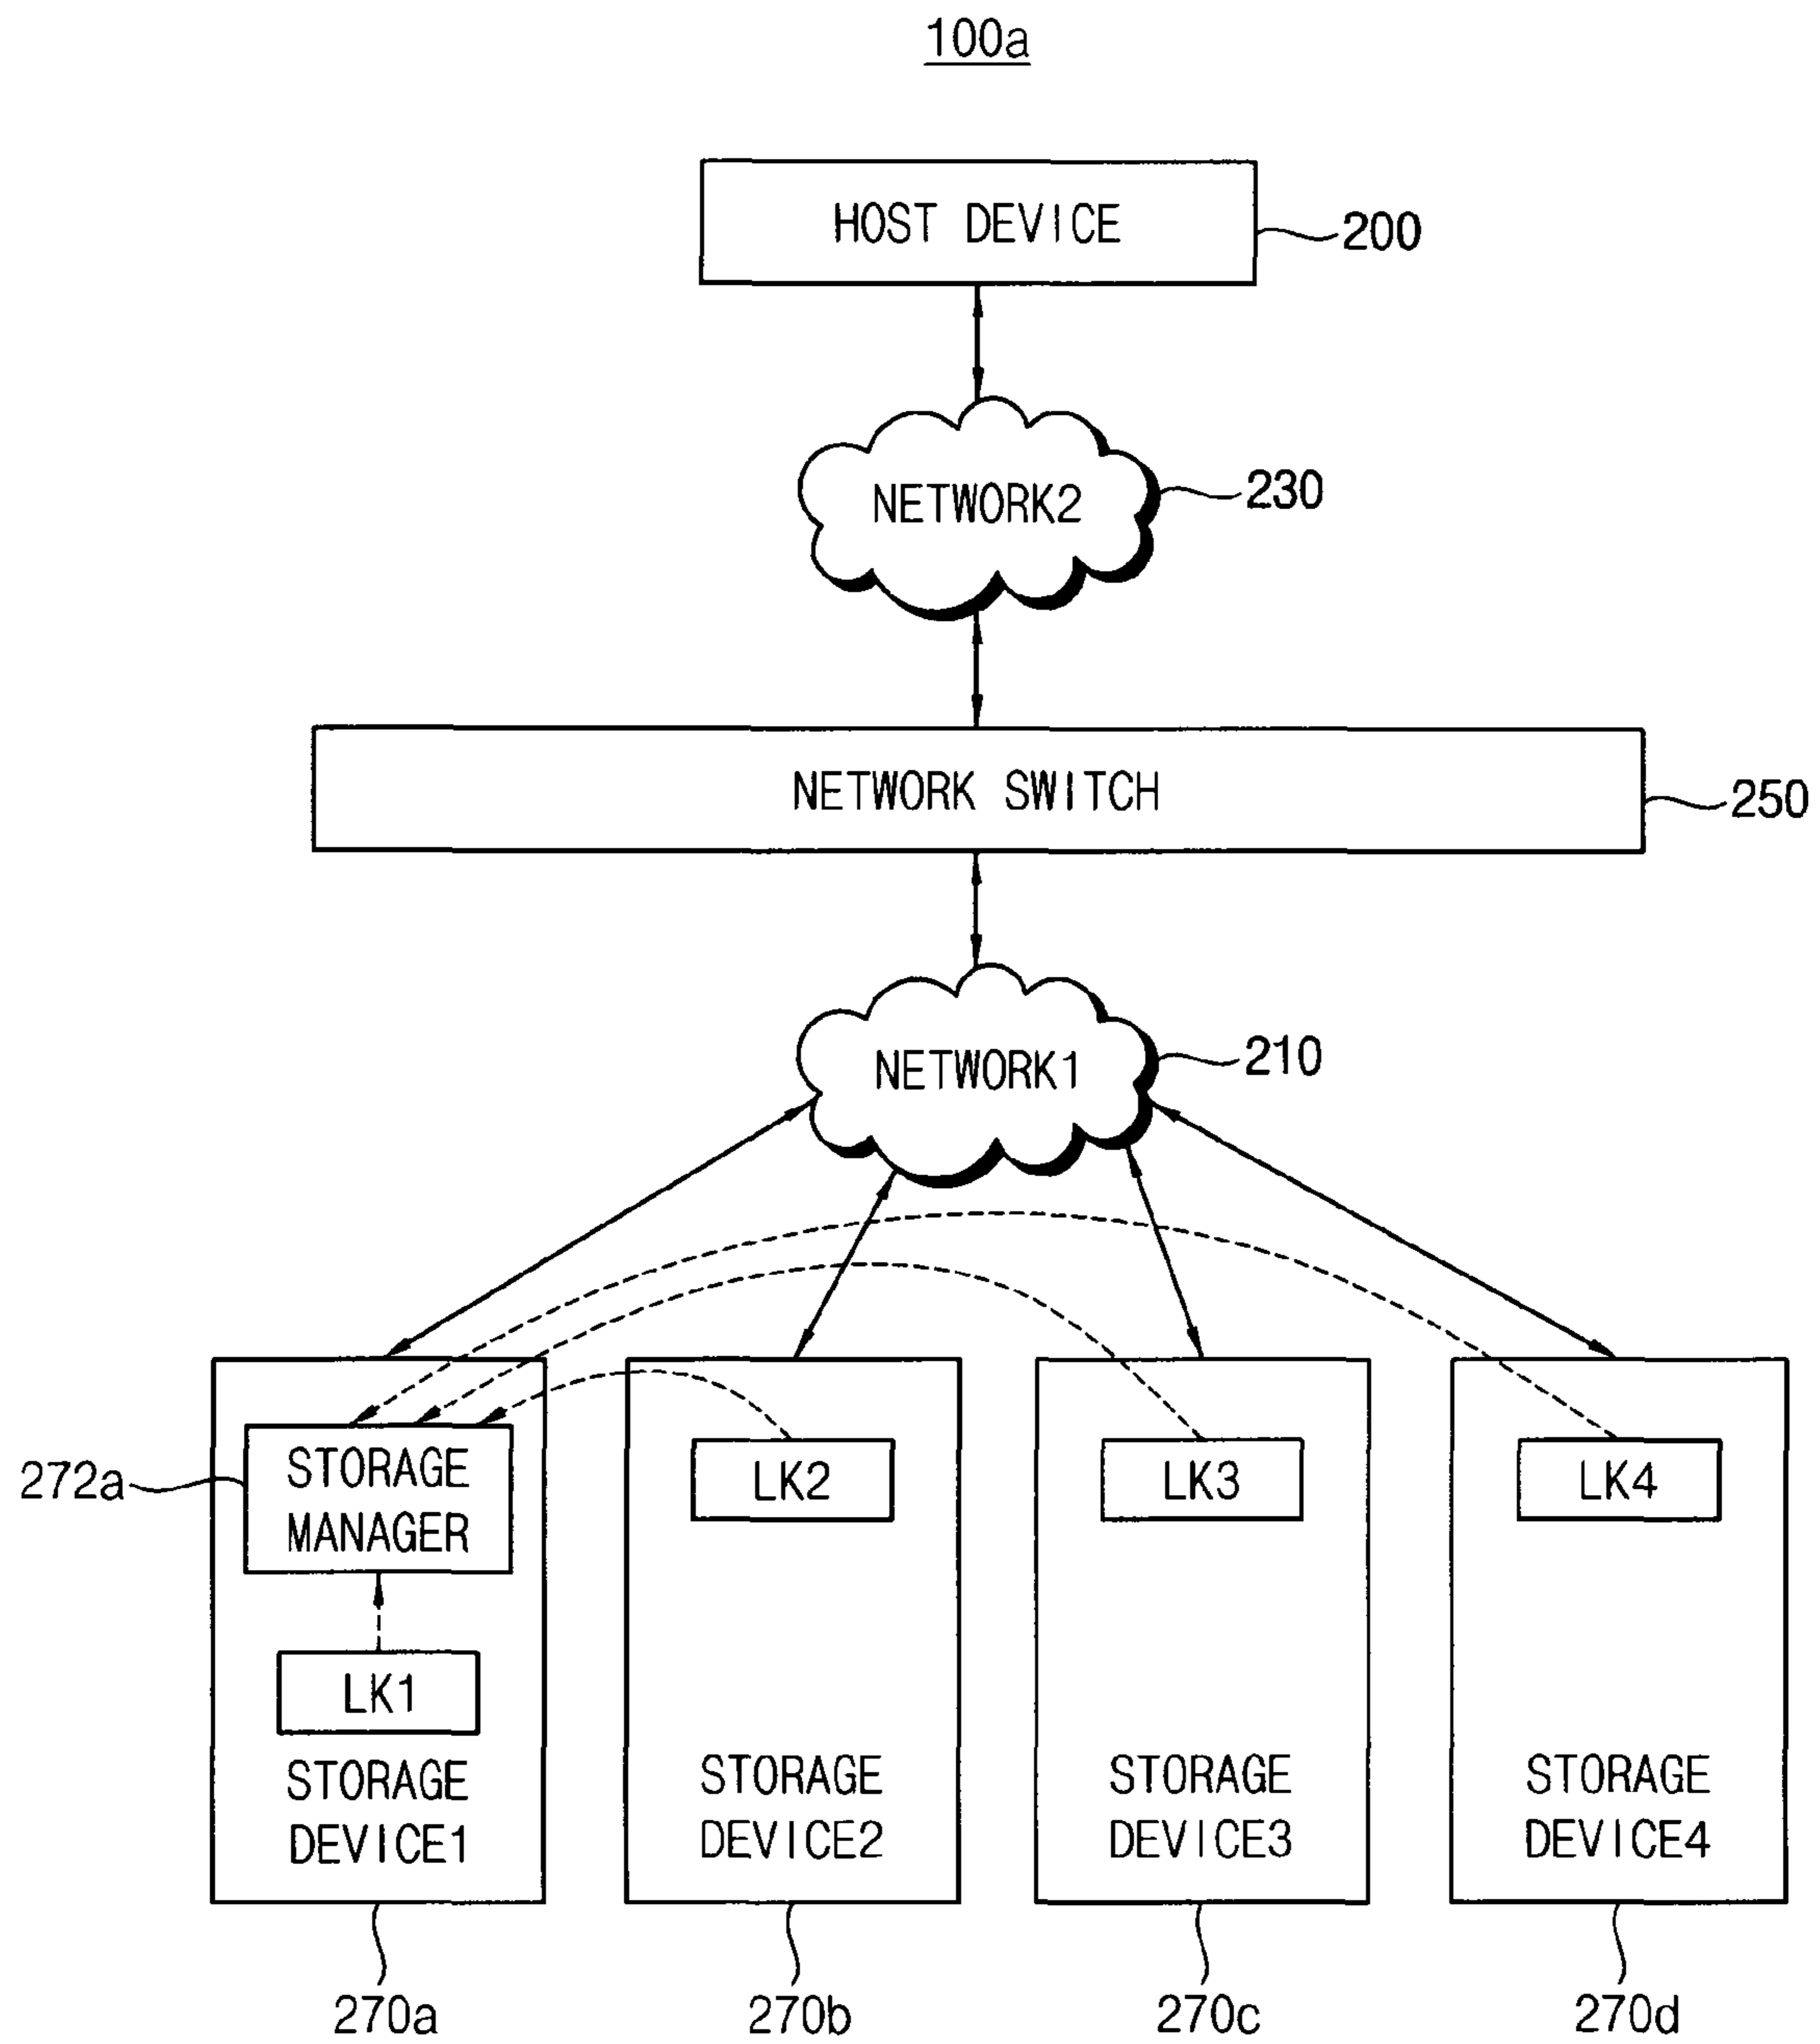 100a
HOST DEVICE
200
NETWORK2
230
NETWORK SWITCH
250
NETWORK1
210
272a
STORAGE
MANAGER
LK1
STORAGE
DEVICE1
LK2
STORAGE
DEVICE2
LK3
STORAGE
DEVICE3
LK4
STORAGE
DEVICE4
270a
270b
270c
270d